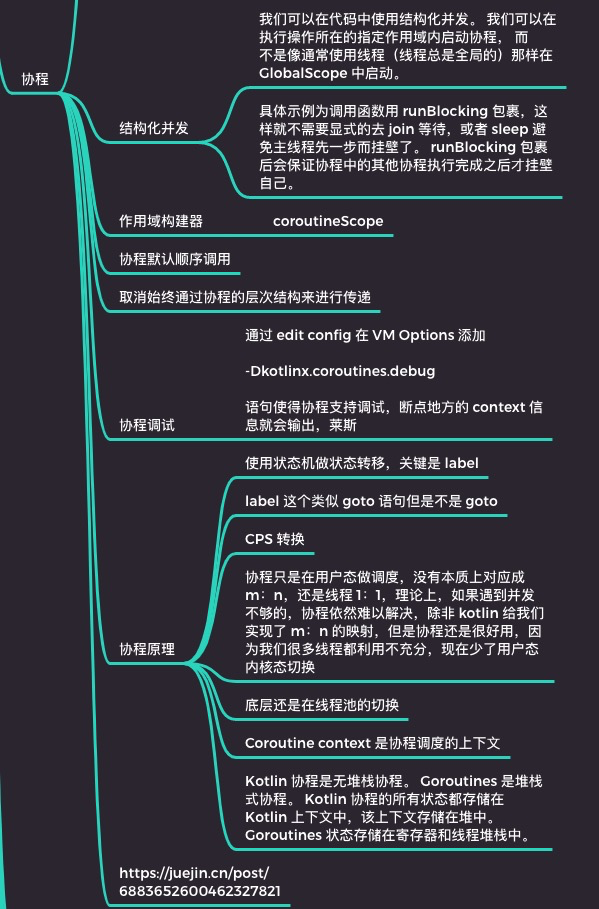 协程
结构化并发
我们可以在代码中使用结构化并发。 我们可以在
执行操作所在的指定作用域内启动协程， 而
不是像通常使用线程（线程总是全局的）那样在
GlobalScope 中启动。
具体示例为调用函数用 runBlocking 包裹，这
样就不需要显式的去 join 等待，或者 sleep 避
免主线程先一步而挂壁了。 runBlocking 包裹
后会保证协程中的其他协程执行完成之后才挂壁
自己。
作用域构建器
coroutineScope
协程默认顺序调用
取消始终通过协程的层次结构来进行传递
协程调试
通过 edit config 在 VM Options 添加
-Dkotlinx.coroutines.debug
语句使得协程支持调试，断点地方的 context 信
息就会输出，莱斯
协程原理
使用状态机做状态转移，关键是 label
label 这个类似 goto 语句但是不是 goto
CPS 转换
协程只是在用户态做调度，没有本质上对应成
m：n，还是线程 1：1，理论上，如果遇到并发
不够的，协程依然难以解决，除非 kotlin 给我们
实现了 m：n 的映射，但是协程还是很好用，因
为我们很多线程都利用不充分，现在少了用户态
内核态切换
底层还是在线程池的切换
Coroutine context 是协程调度的上下文
Kotlin 协程是无堆栈协程。 Goroutines 是堆栈
式协程。 Kotlin 协程的所有状态都存储在
Kotlin 上下文中，该上下文存储在堆中。
Goroutines 状态存储在寄存器和线程堆栈中。
https://juejin.cn/post/
6883652600462327821